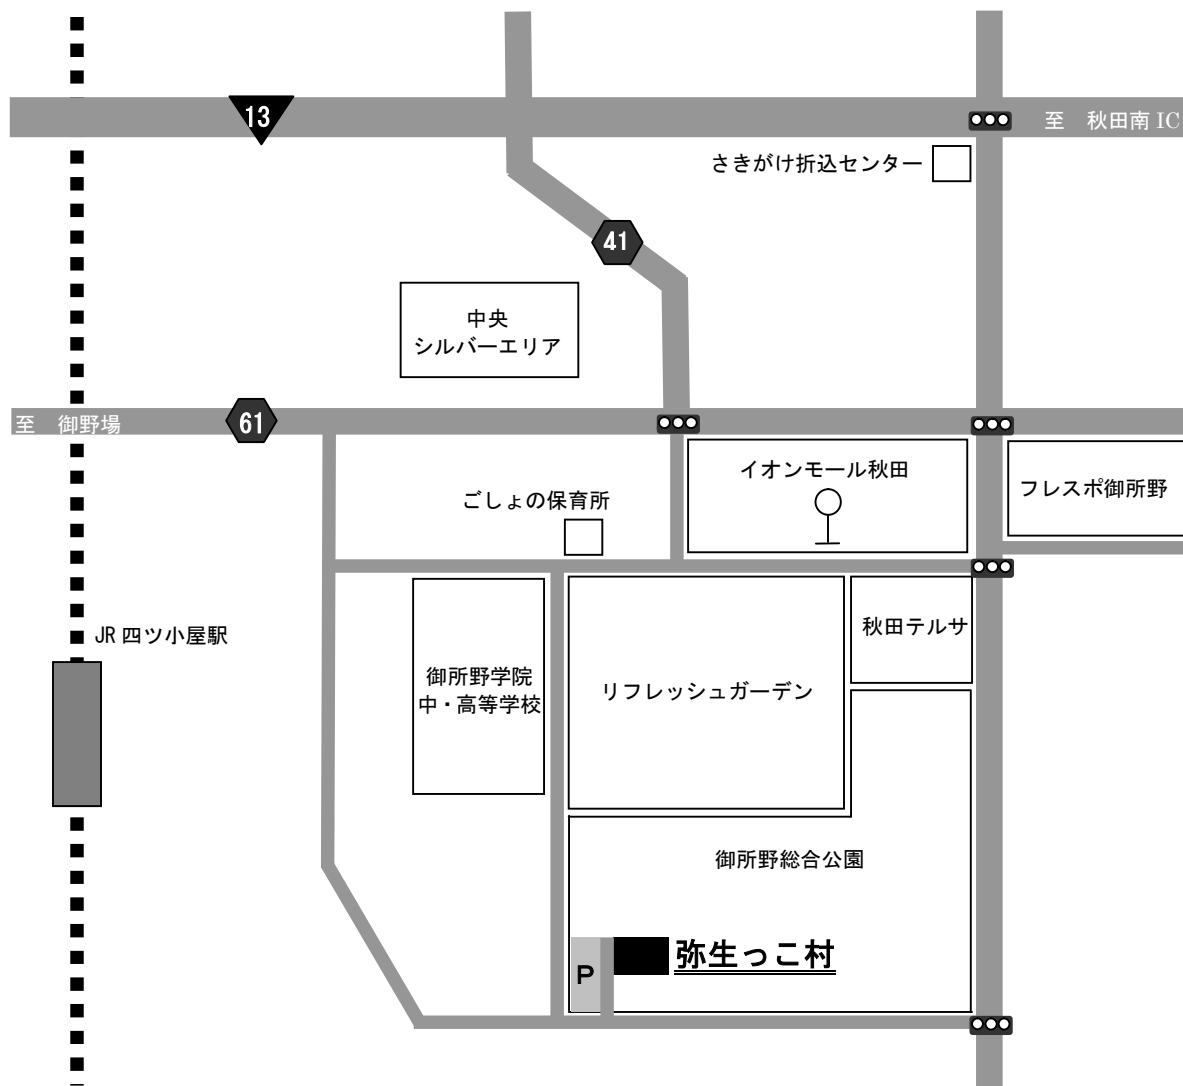 13
至 秋田南 IC
さきがけ折込センター
41
中央
シルバーエリア
至 御野場
61
イオンモール秋田
フレスポ御所野
ごしょの保育所
JR 四ツ小屋駅
秋田テルサ
御所野学院
中・高等学校
リフレッシュガーデン
御所野総合公園
弥生っこ村
P